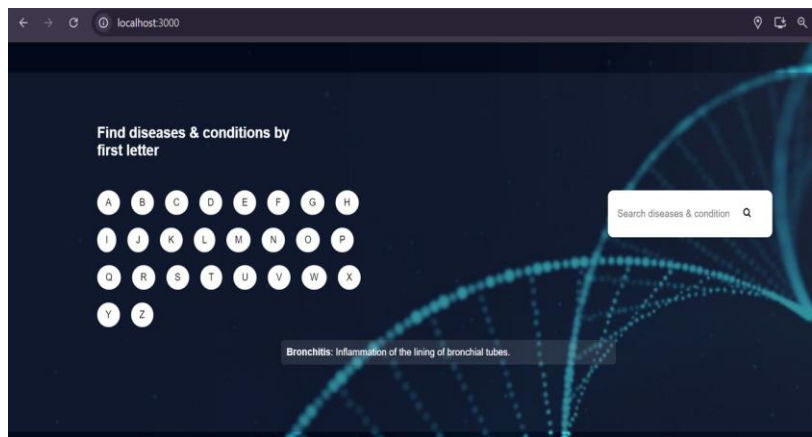 localhost:3000
Find diseases & conditions by
first letter
A B C D E F G H
I J K L M N O P
Q R S T U V W X
Y Z
Search diseases & condition
Bronchitis: Inflammation of the lining of bronchial tubes.